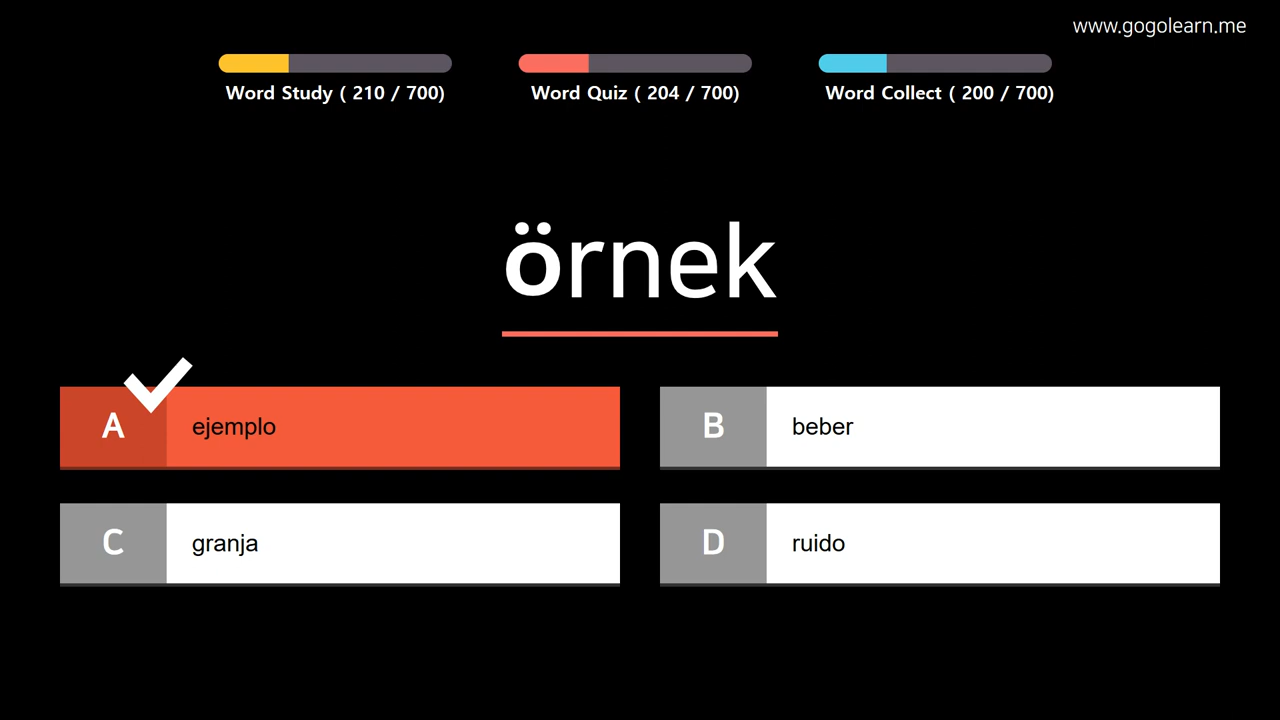 www.gogolearn.me
Word Study ( 210 / 700)
Word Quiz ( 204 / 700)
Word Collect ( 200 / 700)
örnek
A ejemplo
B beber
C granja
D ruido